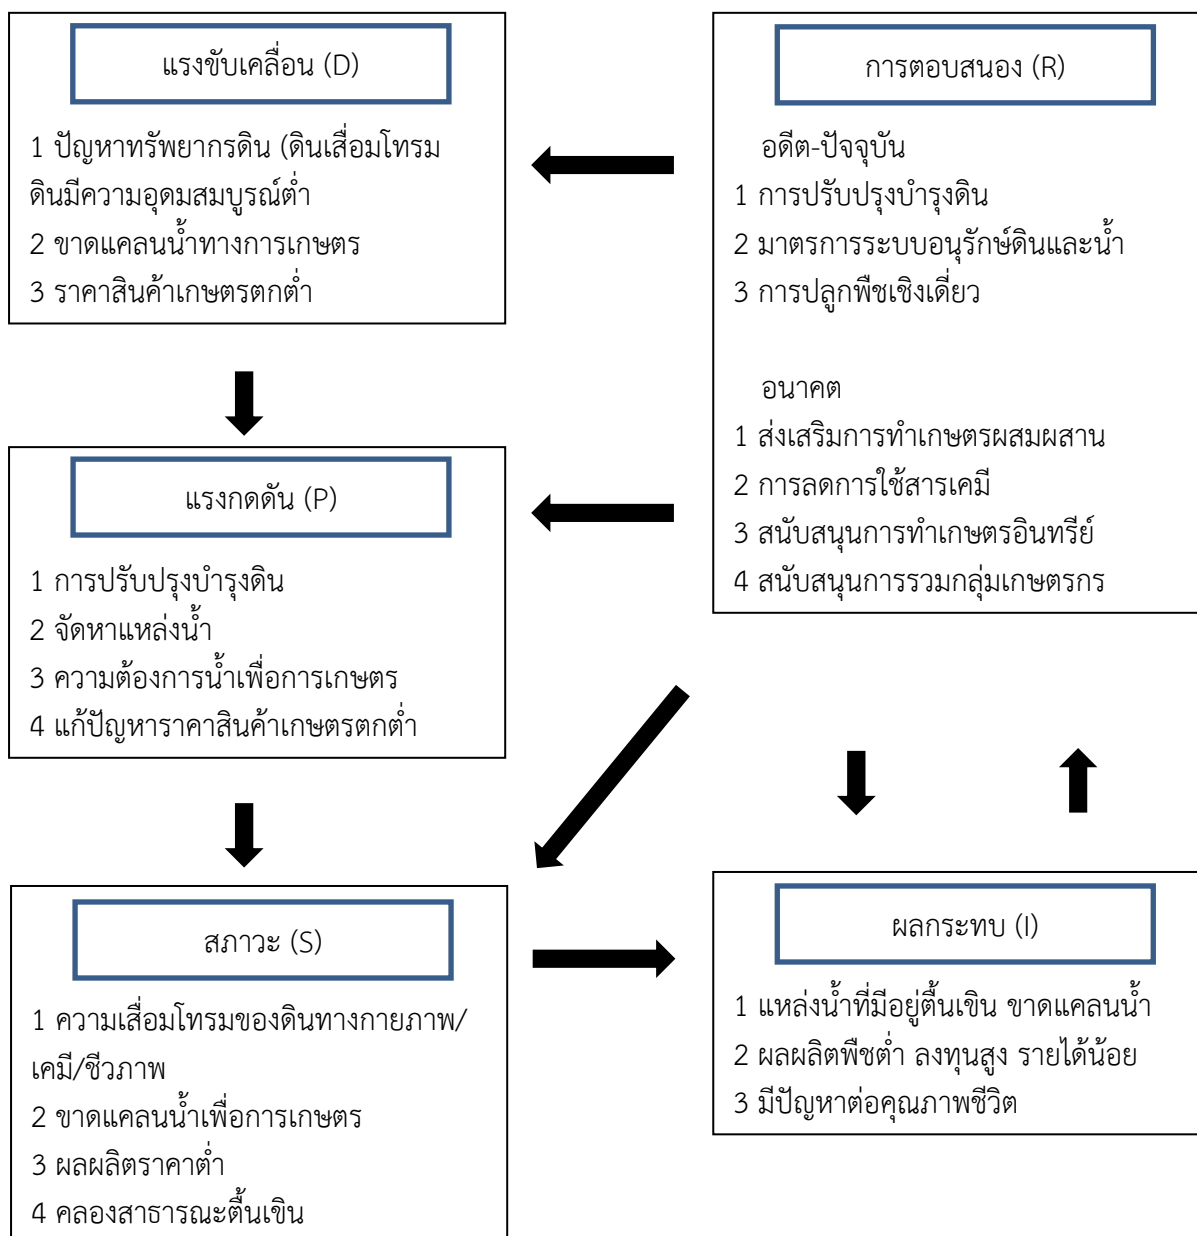 แรงขับเคลื่อน (D)
1 ปัญหาทรัพยากรดิน (ดินเสื่อมโทรม
ดินมีความอุดมสมบูรณ์ต่ำ
2 ขาดแคลนน้ำทางการเกษตร
3 ราคาสินค้าเกษตรตกต่ำ
การตอบสนอง (R)
อดีต-ปัจจุบัน
1 การปรับปรุงบำรุงดิน
2 มาตรการระบบอนุรักษ์ดินและน้ำ
3 การปลูกพืชเชิงเดี่ยว
อนาคต
1 ส่งเสริมการทำเกษตรผสมผสาน
2 การลดการใช้สารเคมี
3 สนับสนุนการทำเกษตรอินทรีย์
4 สนับสนุนการรวมกลุ่มเกษตรกร
แรงกดดัน (P)
1 การปรับปรุงบำรุงดิน
2 จัดหาแหล่งน้ำ
3 ความต้องการน้ำเพื่อการเกษตร
4 แก้ปัญหาราคาสินค้าเกษตรตกต่ำ
สภาวะ (S)
1 ความเสื่อมโทรมของดินทางกายภาพ/
เคมี/ชีวภาพ
2 ขาดแคลนน้ำเพื่อการเกษตร
3 ผลผลิตราคาต่ำ
4 คลองสาธารณะตื้นเขิน
ผลกระทบ (I)
1 แหล่งน้ำที่มีอยู่ตื้นเขิน ขาดแคลนน้ำ
2 ผลผลิตพืชต่ำ ลงทุนสูง รายได้น้อย
3 มีปัญหาต่อคุณภาพชีวิต